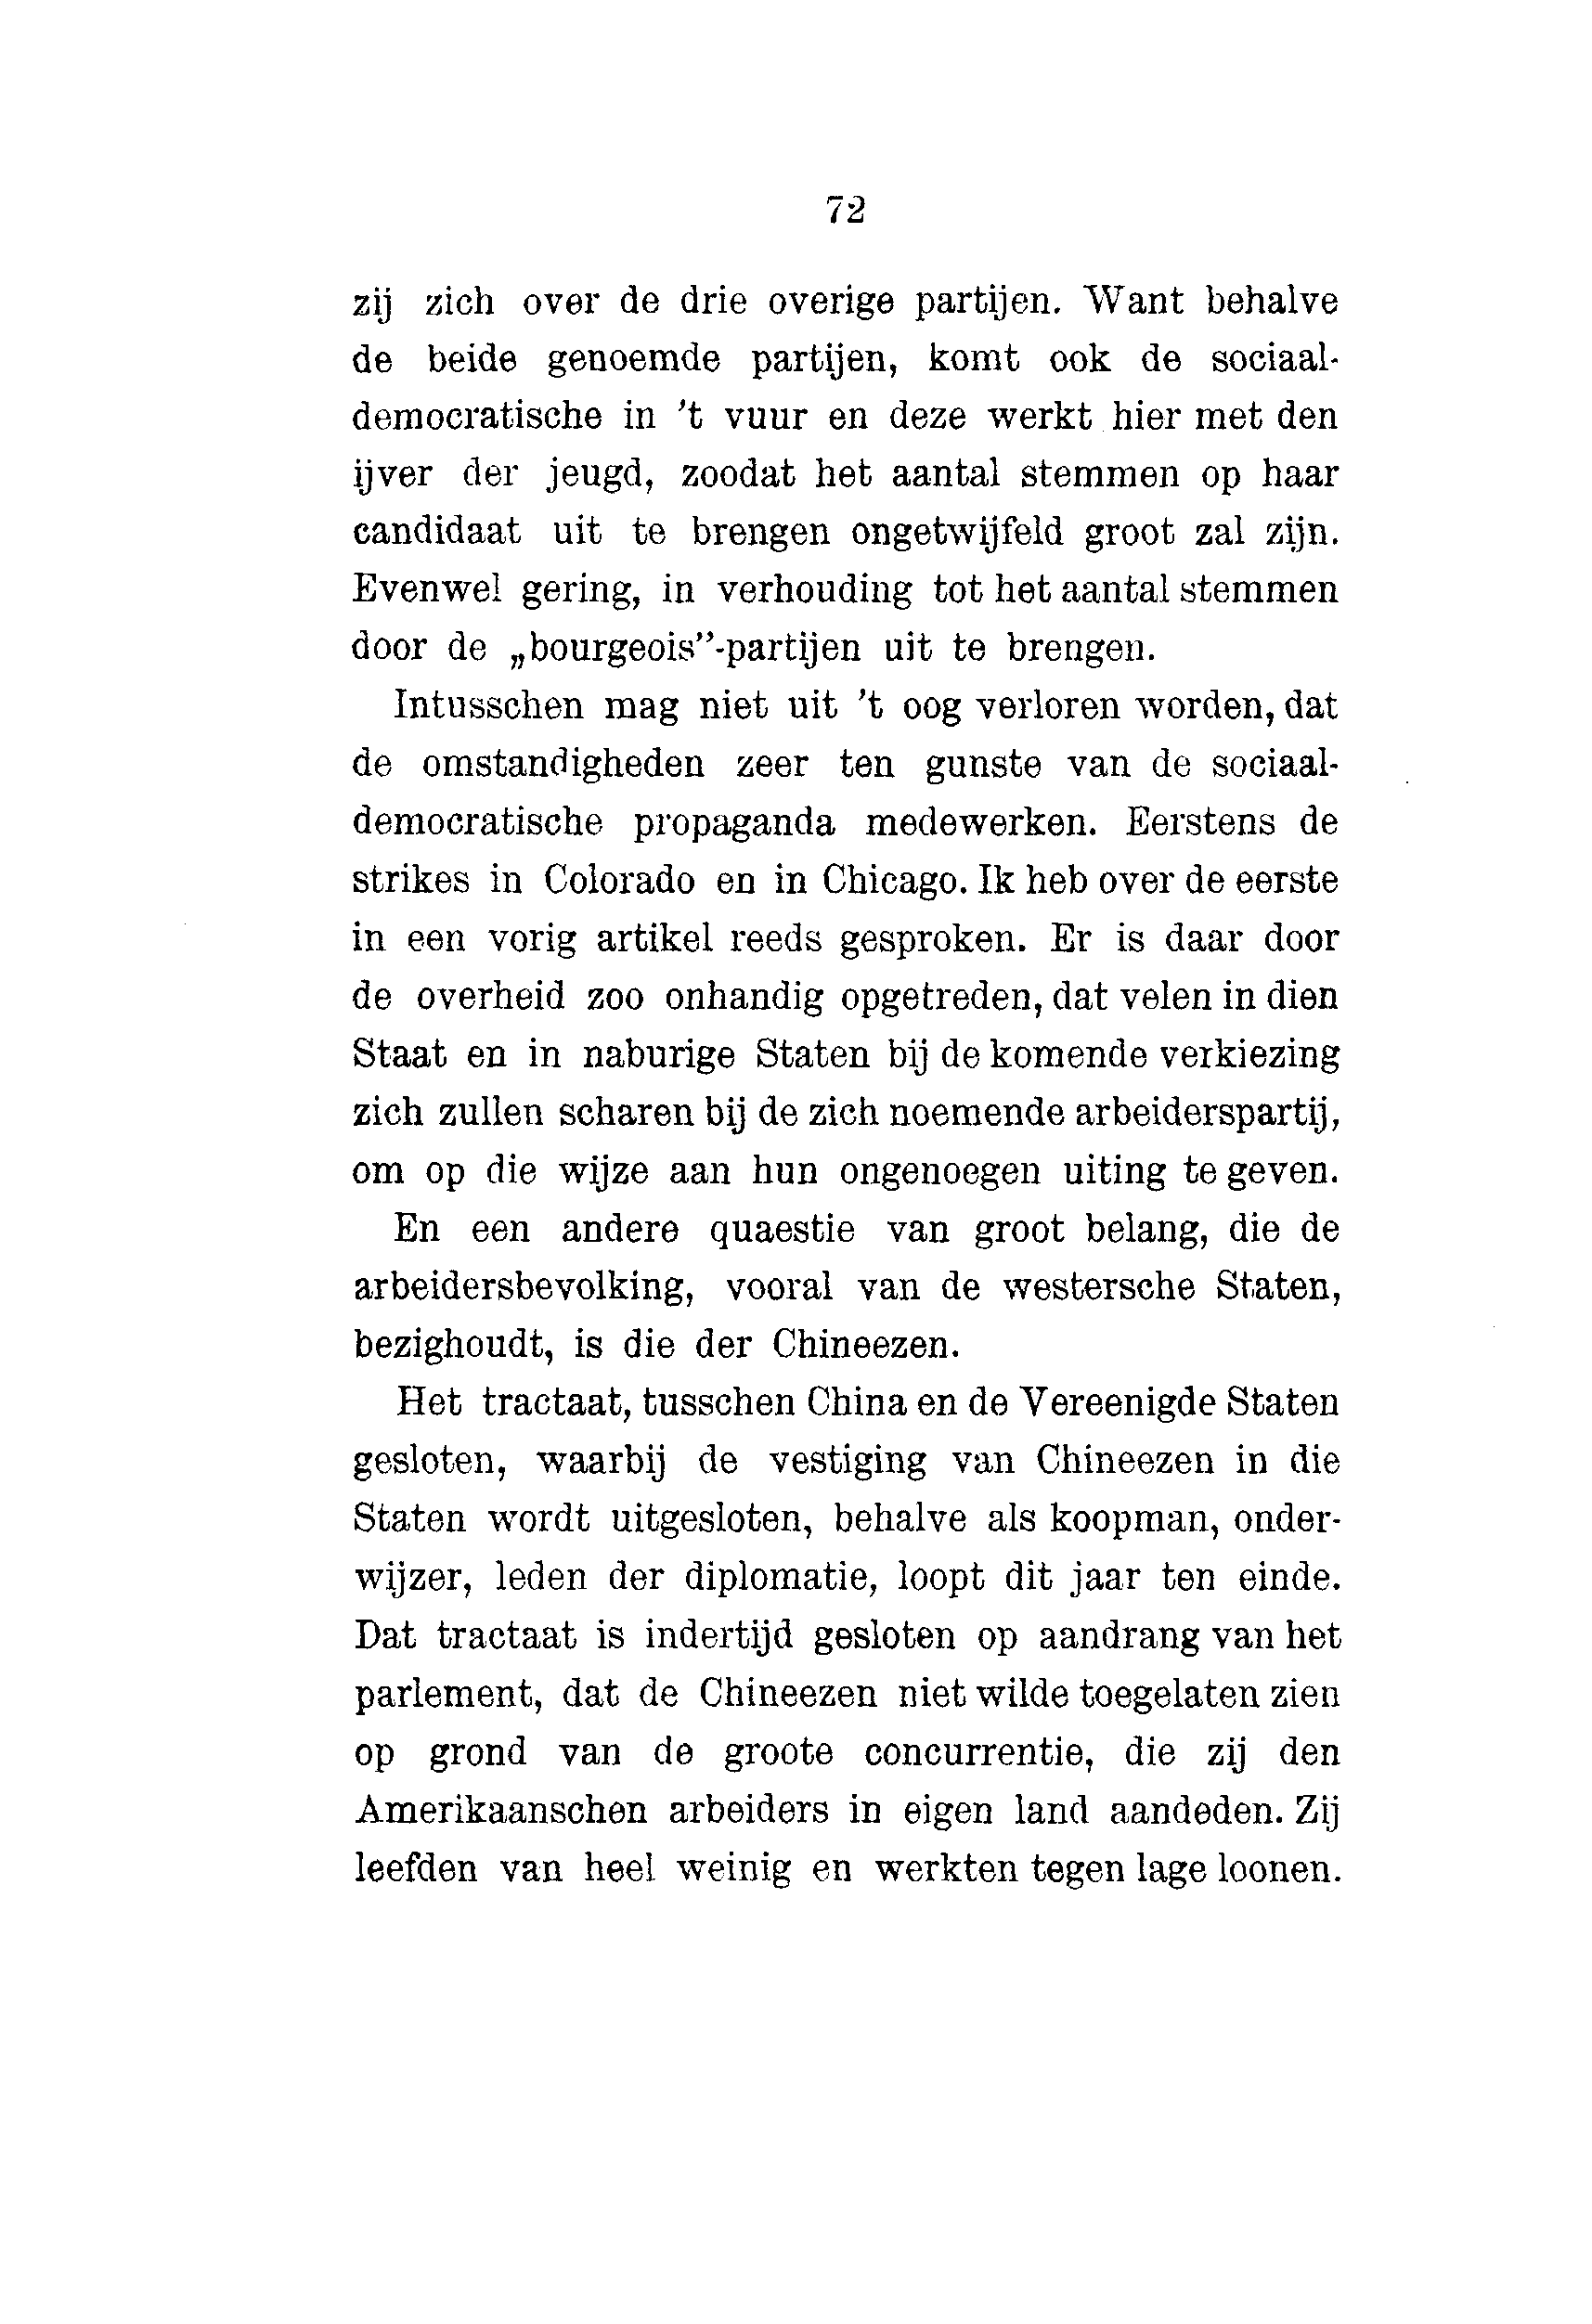 72
zij zich over de drie overige partijen. Want behalve
de beide genoemde partijen, komt ook de sociaal-
democratische in 't vuur en deze werkt hier met den
ijver der jeugd, zoodat het aantal stemmen op haar
candidaat uit te brengen ongetwijfeld groot zal zijn.
Evenwel gering, in verhouding tot het aantal stemmen
door de „bourgeois”-partijen uit te brengen.
Intusschen mag niet uit 't oog verloren worden, dat
de omstandigheden zeer ten gunste van de sociaal-
democratische propaganda medewerken. Eerstens de
strikes in Colorado en in Chicago. Ik heb over de eerste
in een vorig artikel reeds gesproken. Er is daar door
de overheid zoo onhandig opgetreden, dat velen in dien
Staat en in naburige Staten bij de komende verkiezing
zich zullen scharen bij de zich noemende arbeiderspartij,
om op die wijze aan hun ongenoegen uiting te geven.
En een andere quaestie van groot belang, die de
arbeidersbevolking, vooral van de westersche Staten,
bezighoudt, is die der Chineezen.
Het tractaat, tusschen China en de Vereenigde Staten
gesloten, waarbij de vestiging van Chineezen in die
Staten wordt uitgesloten, behalve als koopman, onder-
wijzer, leden der diplomatie, loopt dit jaar ten einde.
Dat tractaat is indertijd gesloten op aandrang van het
parlement, dat de Chineezen niet wilde toegelaten zien
op grond van de groote concurrentie, die zij den
Amerikaanschen arbeiders in eigen land aandeden. Zij
leefden van heel weinig en werkten tegen lage loonen.